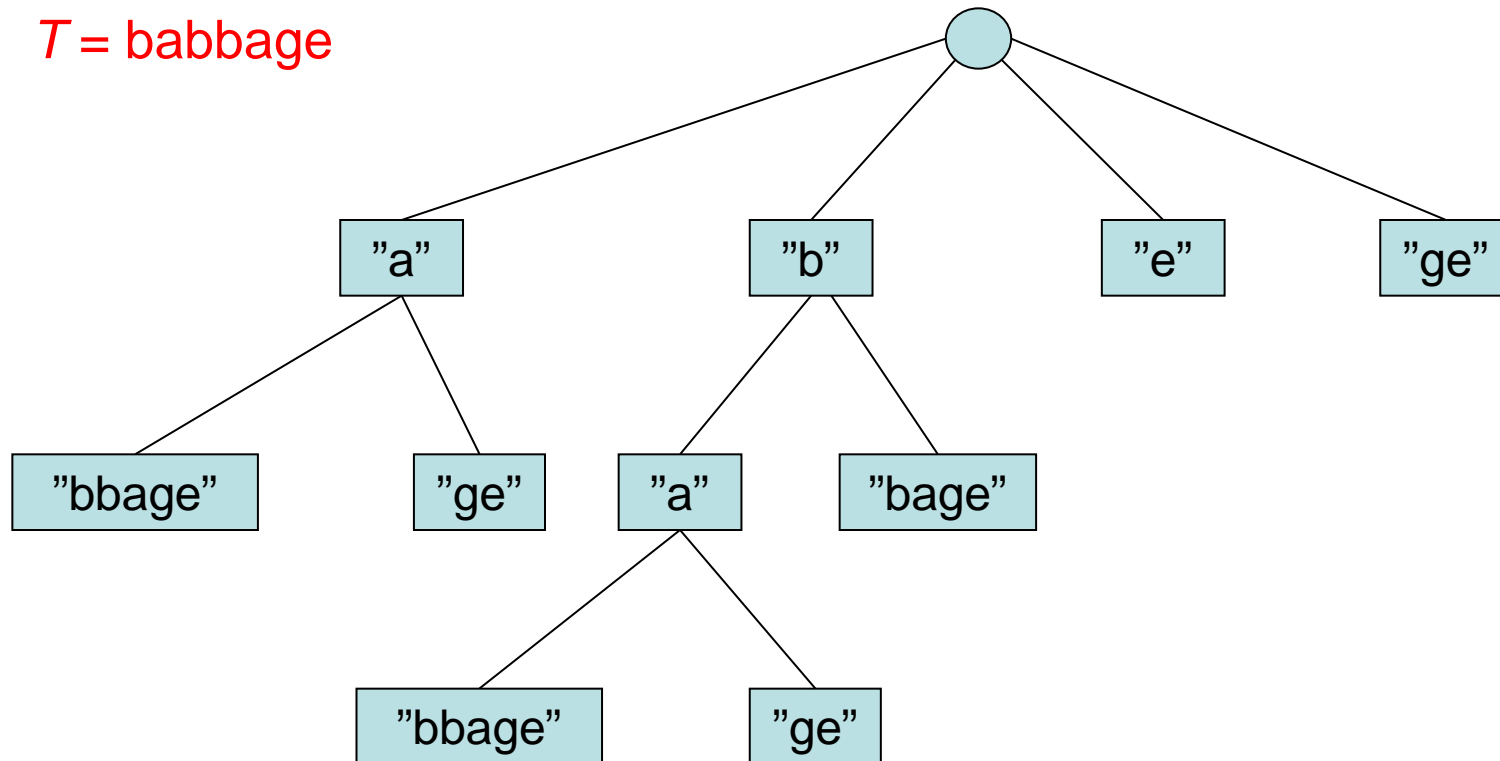 T = babbage
”a” ”b” ”e” ”ge”
”bbage” ”ge” ”a” ”bage”
”bbage” ”ge”